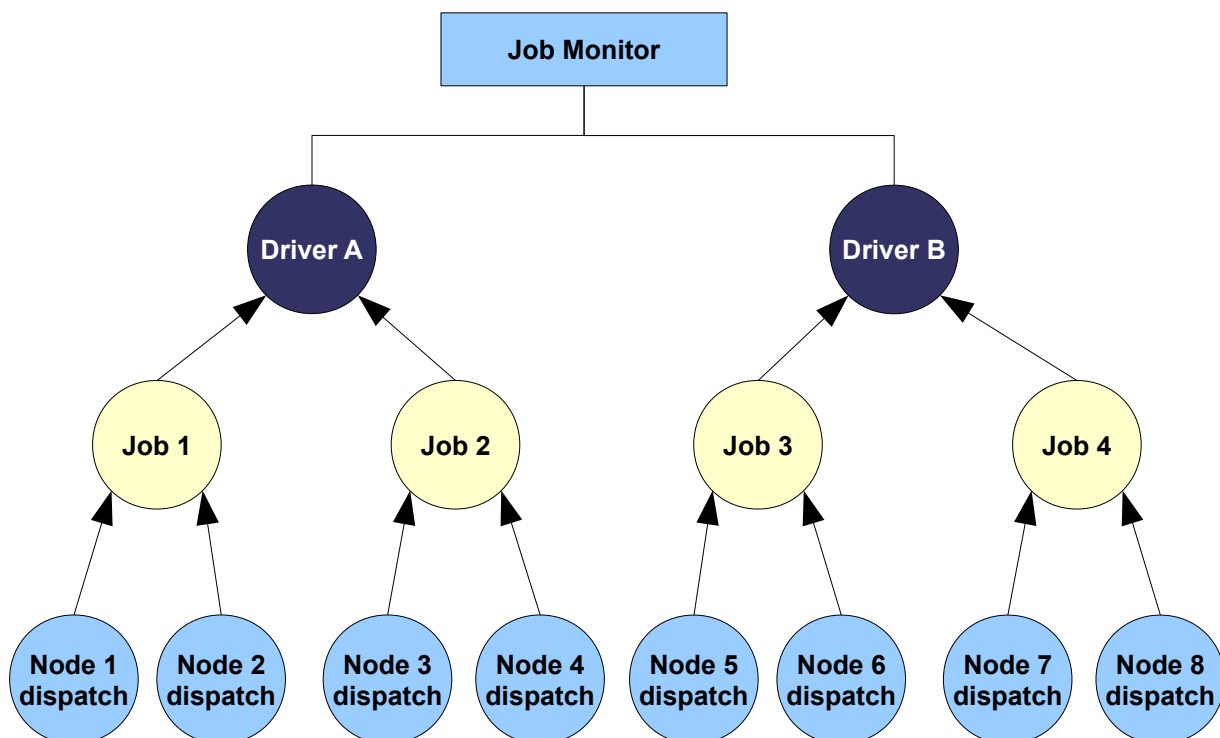 Job Monitor
Driver A
Driver B
Job 1
Job 2
Job 3
Job 4
Node 1
dispatch
Node 2
dispatch
Node 3
dispatch
Node 4
dispatch
Node 5
dispatch
Node 6
dispatch
Node 7
dispatch
Node 8
dispatch